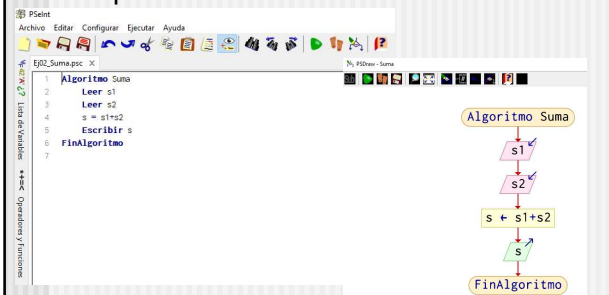 PSeInt
Archivo Editar Configurar Ejecutar Ayuda
Ej02_Suma.psc X
1 Algoritmo Suma
2 Leer s1
3 Leer s2
4 s = s1+s2
5 Escribir s
6 FinAlgoritmo
7
Lista de Variables
*+=< Operadores y Funciones
PSDraw - Suma
Algoritmo Suma
s1
s2
s ← s1+s2
s
FinAlgoritmo